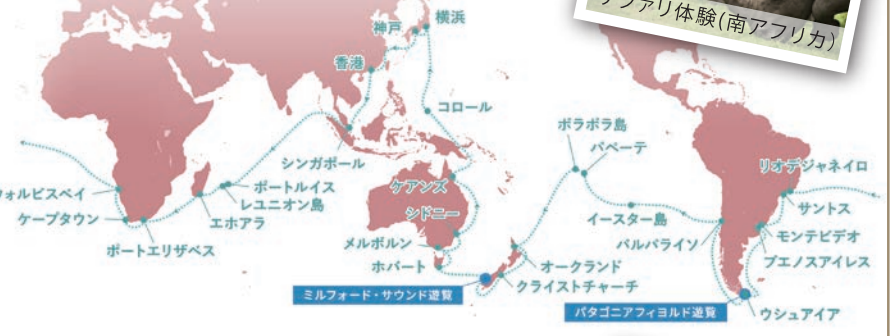 サファリ体験(南アフリカ)
横浜
神戸
香港
コロール
シンガポール
ポートルイス
レユニオン島
エホアラ
ウォルビスベイ
ケープタウン
ポートエリザベス
ケアンズ
シドニー
メルボルン
ホバート
ミルフォード・サウンド遊覧
オークランド
クライストチャーチ
ボラボラ島
パペーテ
イースター島
バルパライソ
パタゴニアフィヨルド遊覧
ウシュアイア
リオデジャネイロ
サントス
モンテビデオ
ブエノスアイレス